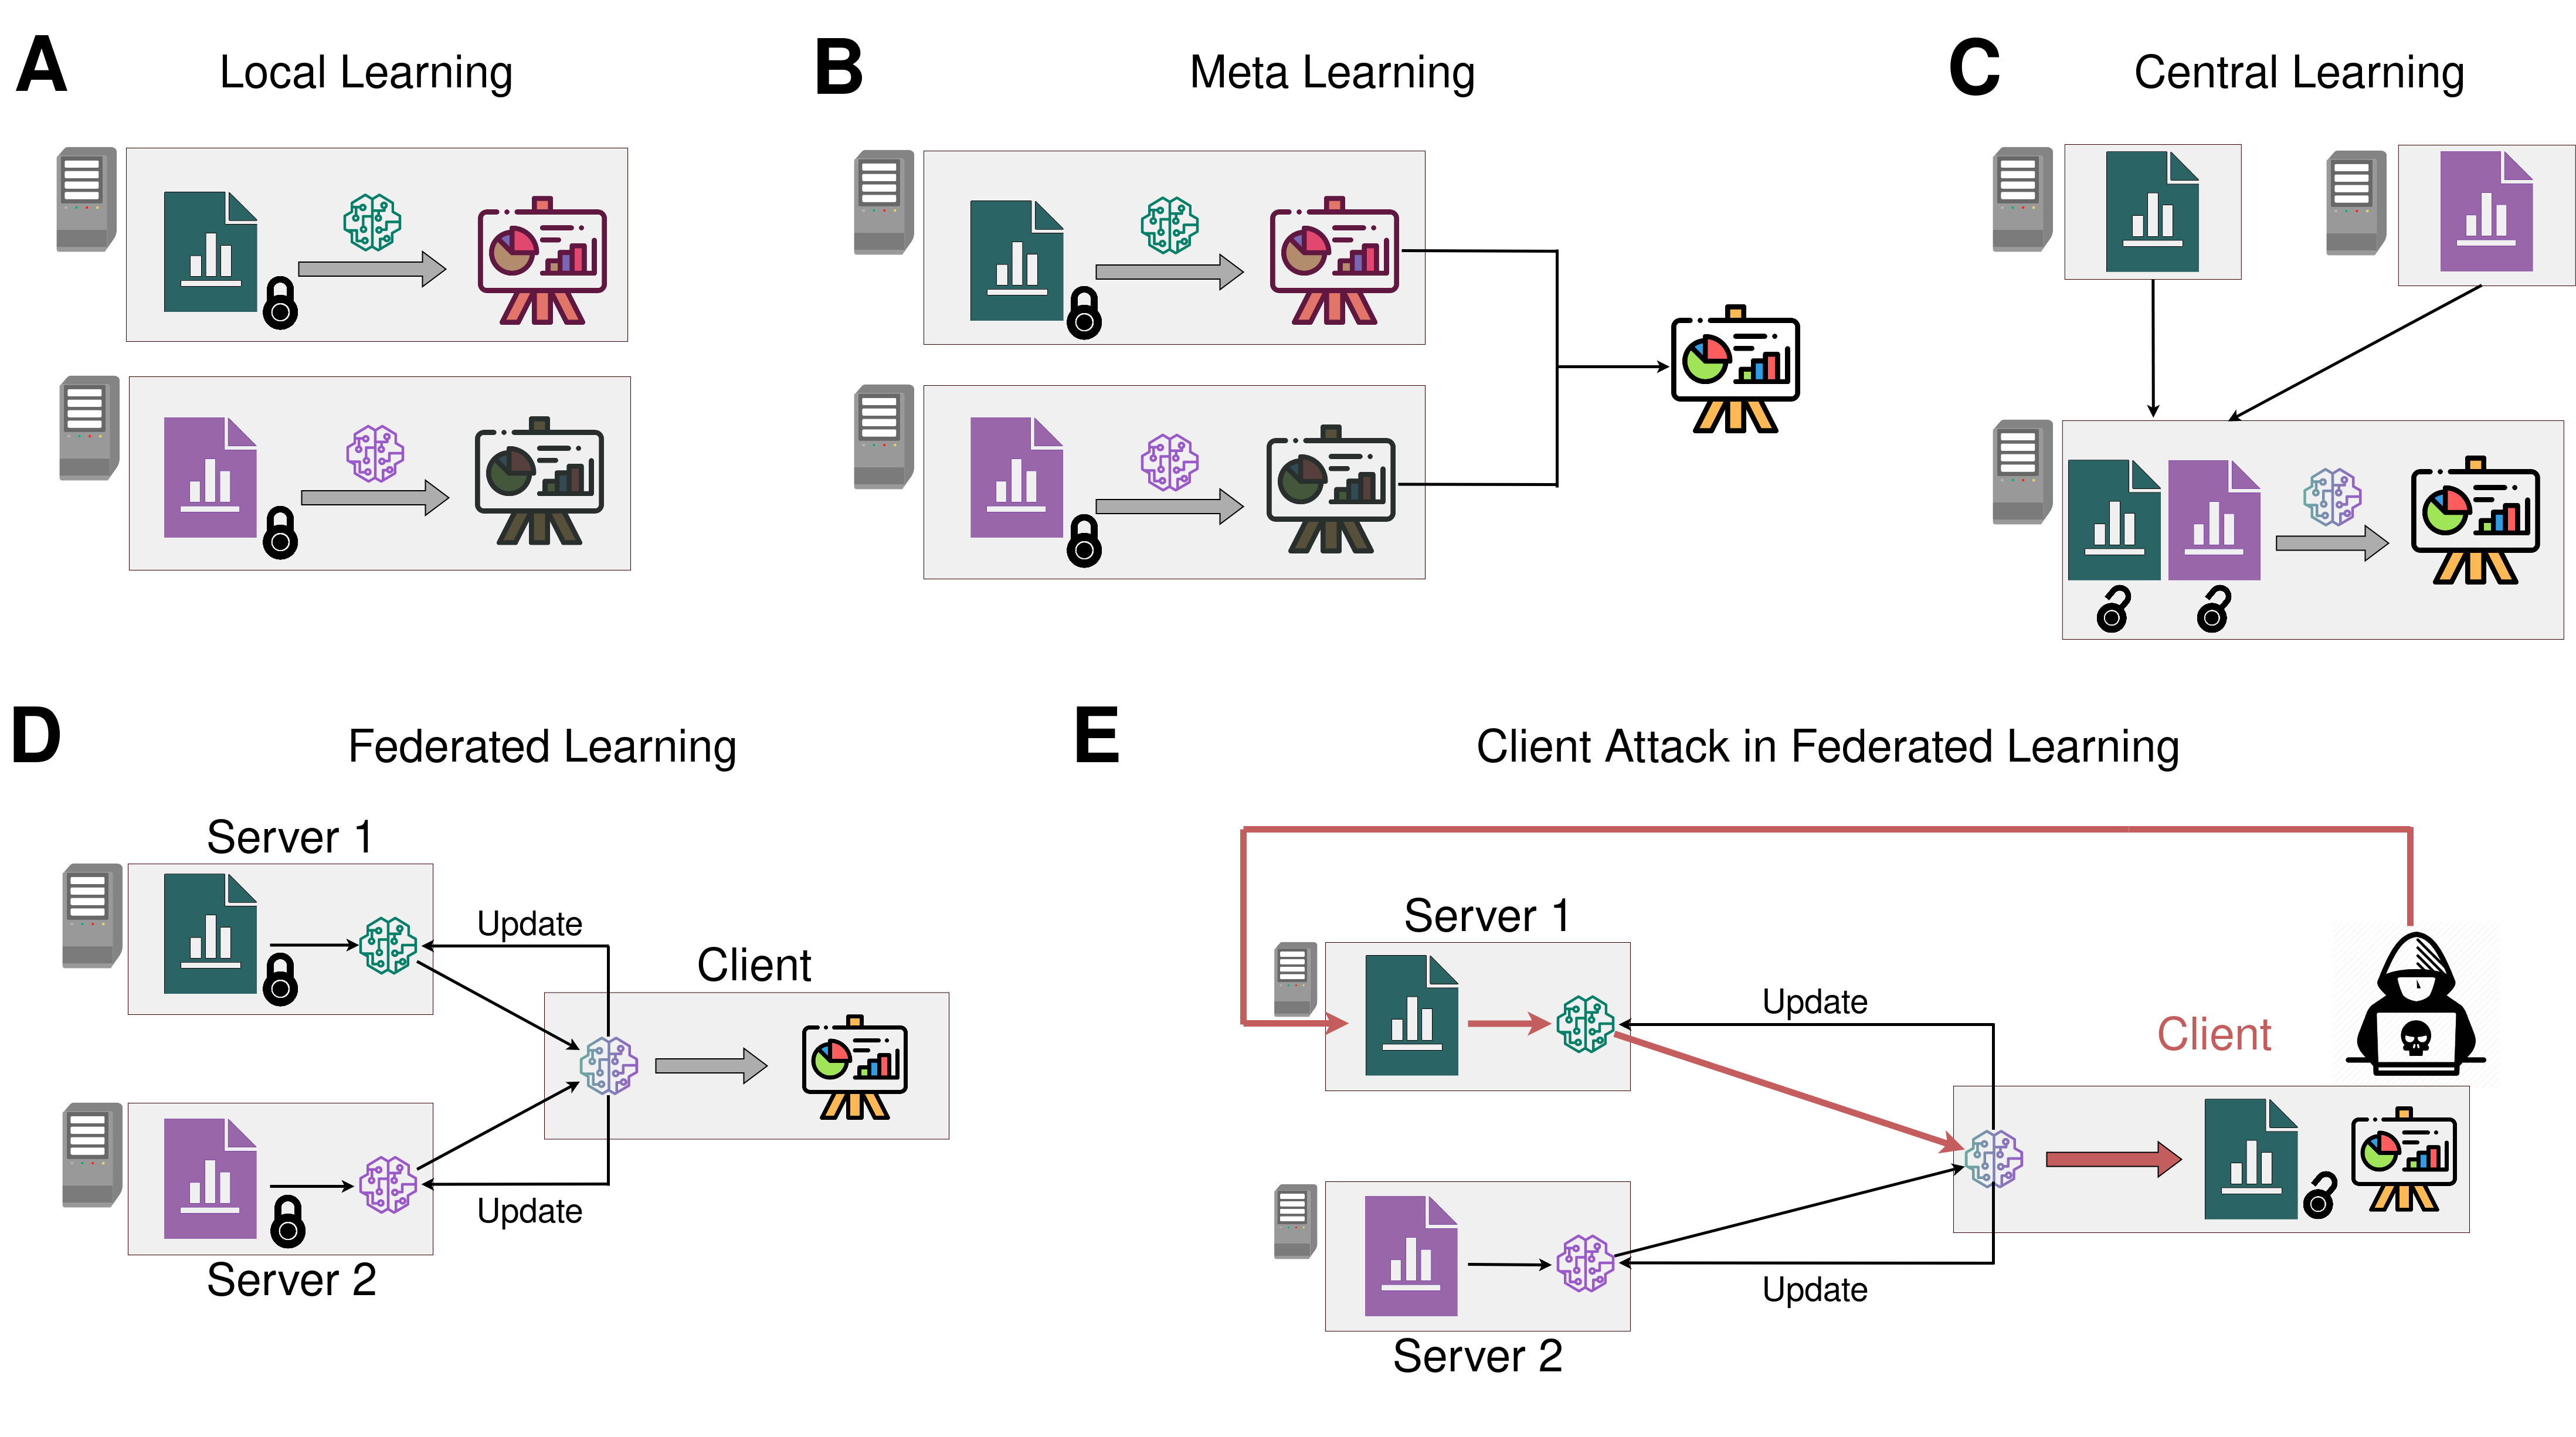 A
Local Learning
B
Meta Learning
C
Central Learning
D
Federated Learning
Server 1
Update
Client
Update
Server 2
E
Client Attack in Federated Learning
Server 1
Update
Client
Update
Server 2